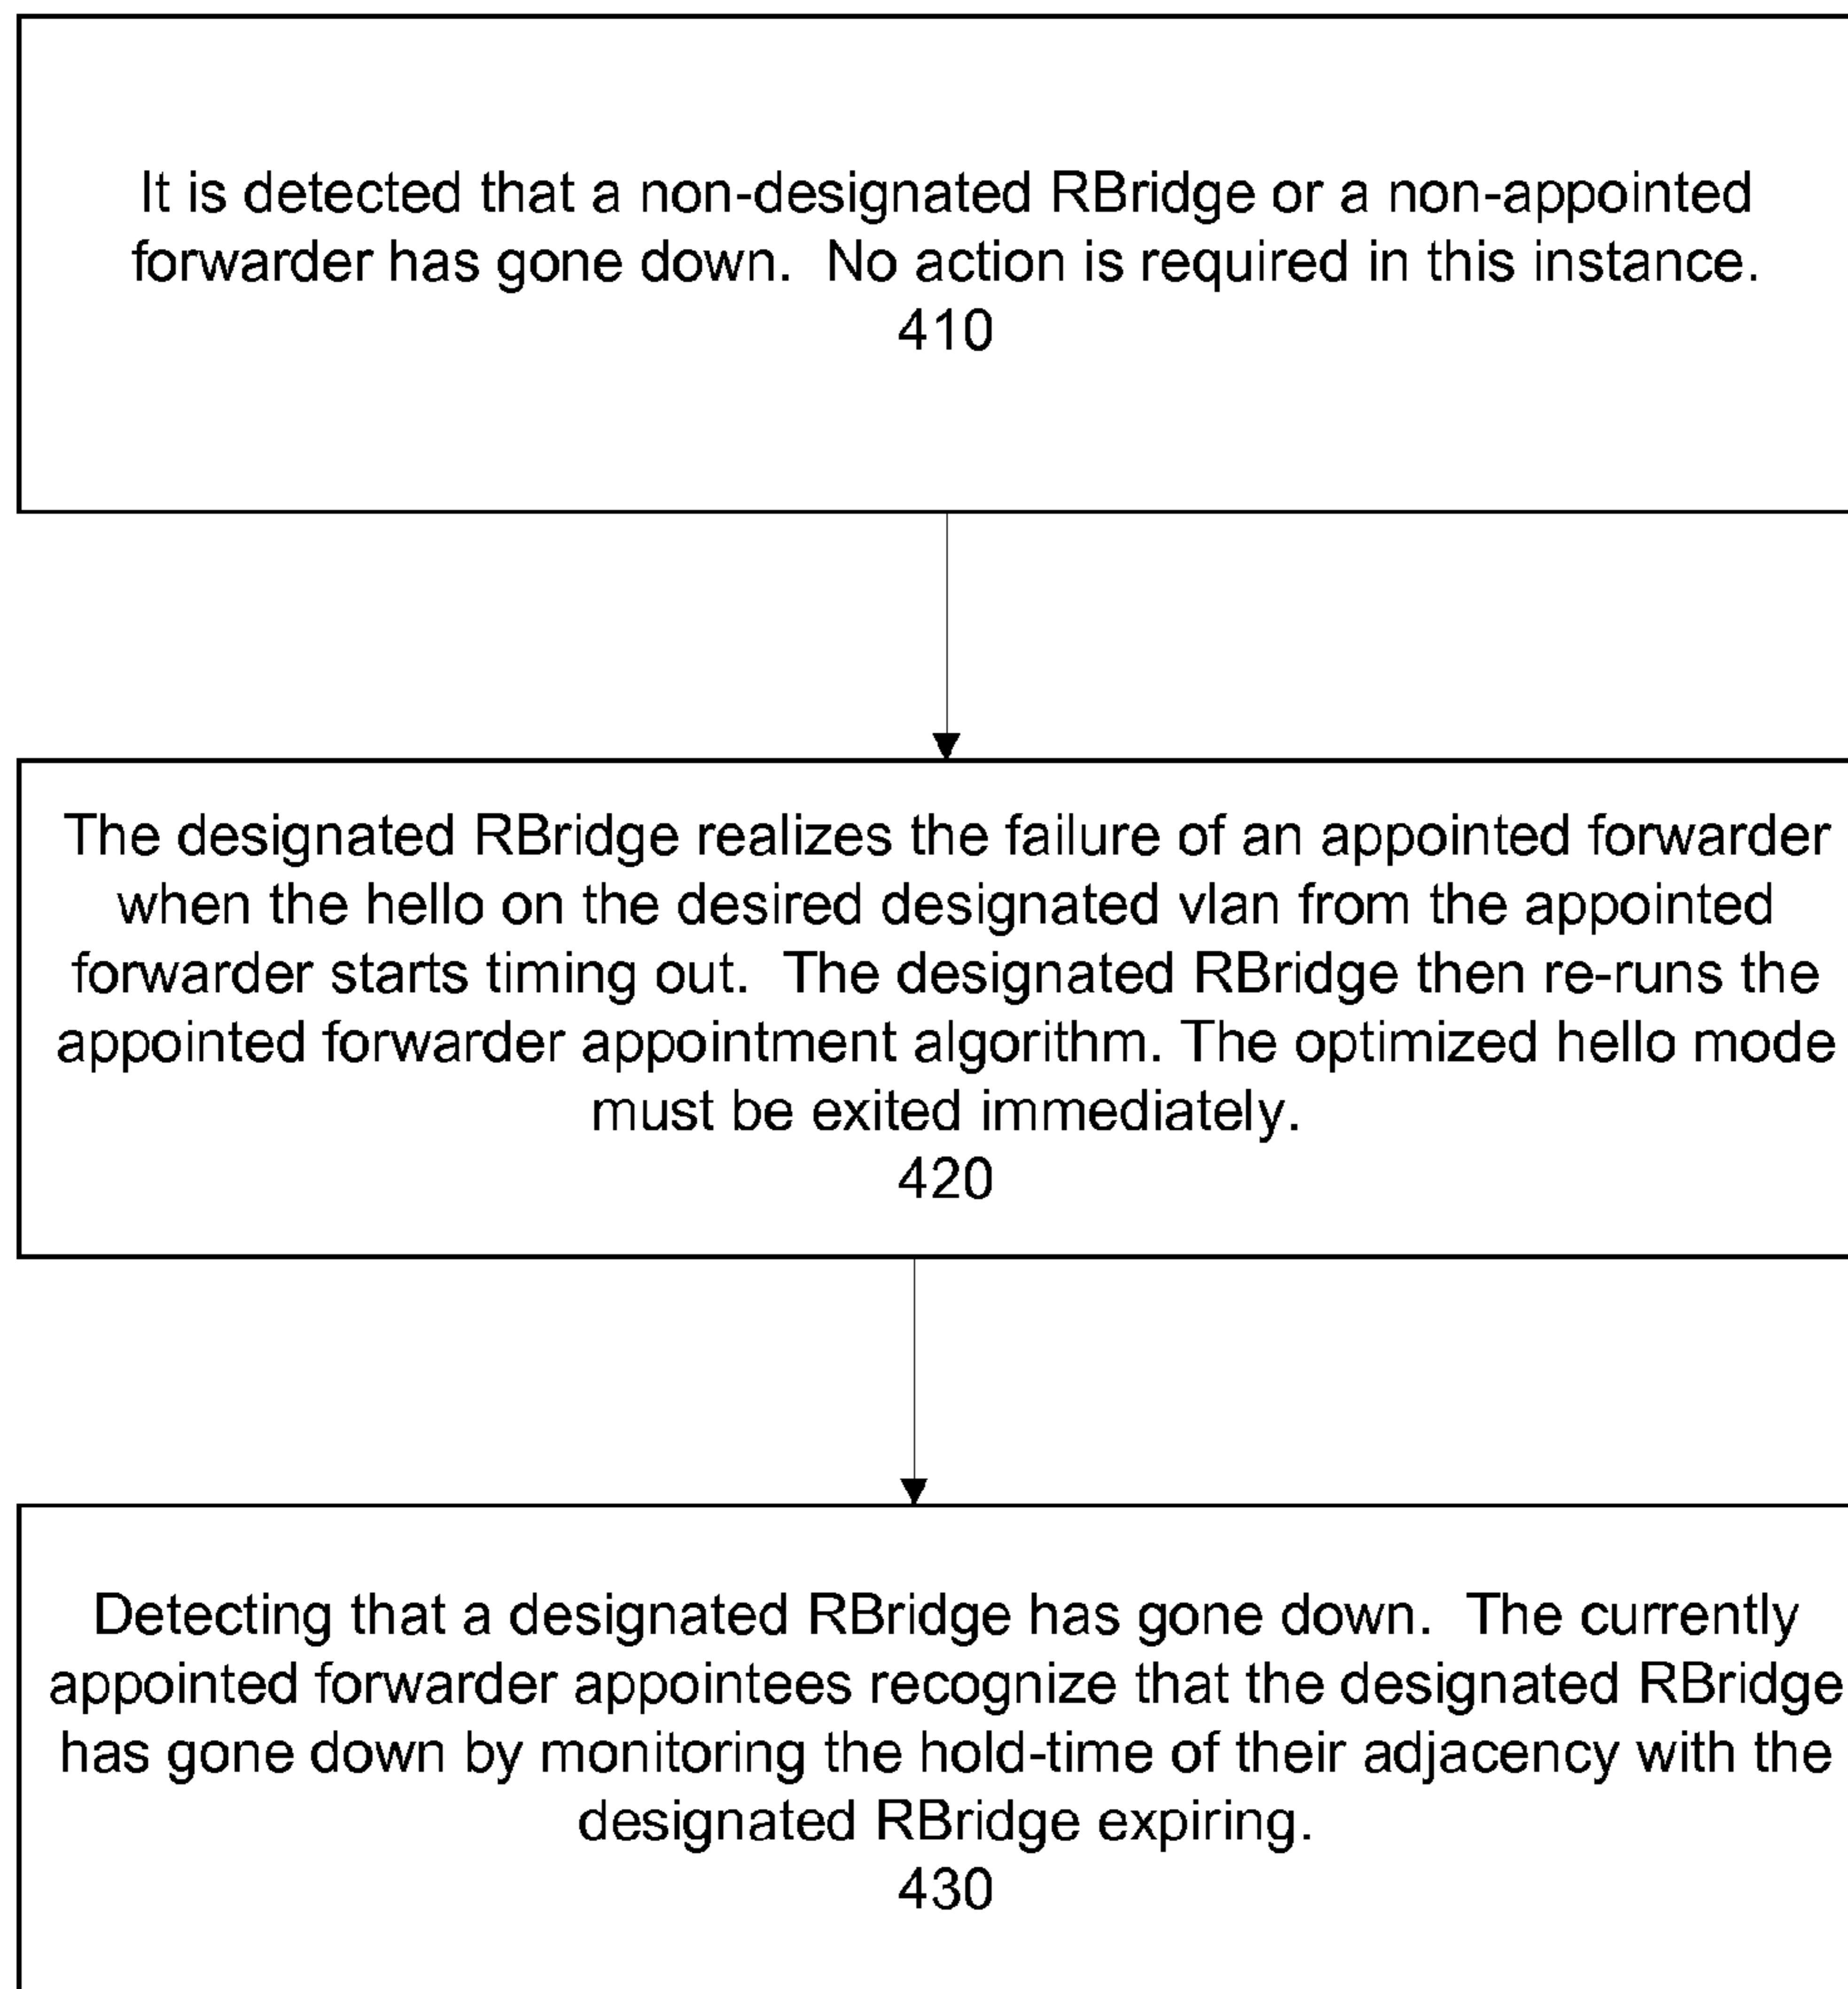 It is detected that a non-designated RBridge or a non-appointed
forwarder has gone down.  No action is required in this instance.
410
The designated RBridge realizes the failure of an appointed forwarder
when the hello on the desired designated vlan from the appointed
forwarder starts timing out.  The designated RBridge then re-runs the
appointed forwarder appointment algorithm. The optimized hello mode
must be exited immediately.
420
Detecting that a designated RBridge has gone down.  The currently
appointed forwarder appointees recognize that the designated RBridge
has gone down by monitoring the hold-time of their adjacency with the
designated RBridge expiring.
430